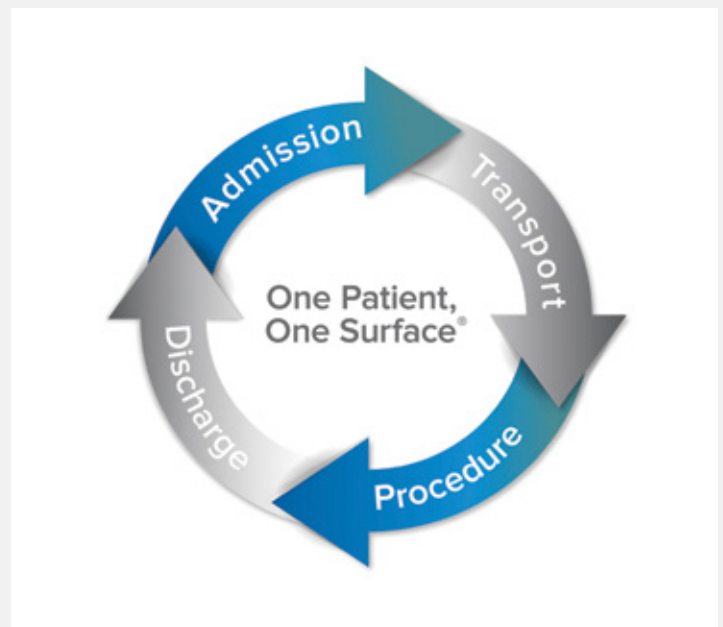 Admission
Transport
One Patient,
One Surface®
Discharge
Procedure